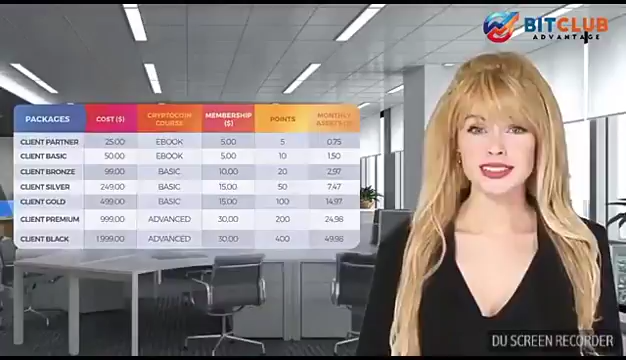 BITCLUB
ADVANTAGE
PACKAGES COST ($) CRYPTOCOIN COURSE MEMBERSHIP ($) POINTS MONTHLY ASSETS ($)
CLIENT PARTNER 25.00 EBOOK 5.00 5 0.75
CLIENT BASIC 50.00 EBOOK 5.00 10 1.50
CLIENT BRONZE 99.00 BASIC 10.00 20 2.97
CLIENT SILVER 249.00 BASIC 15.00 50 7.47
CLIENT GOLD 499.00 BASIC 15.00 100 14.97
CLIENT PREMIUM 999.00 ADVANCED 30.00 200 24.98
CLIENT BLACK 1 999.00 ADVANCED 30.00 400 49.98
DU SCREEN RECORDER